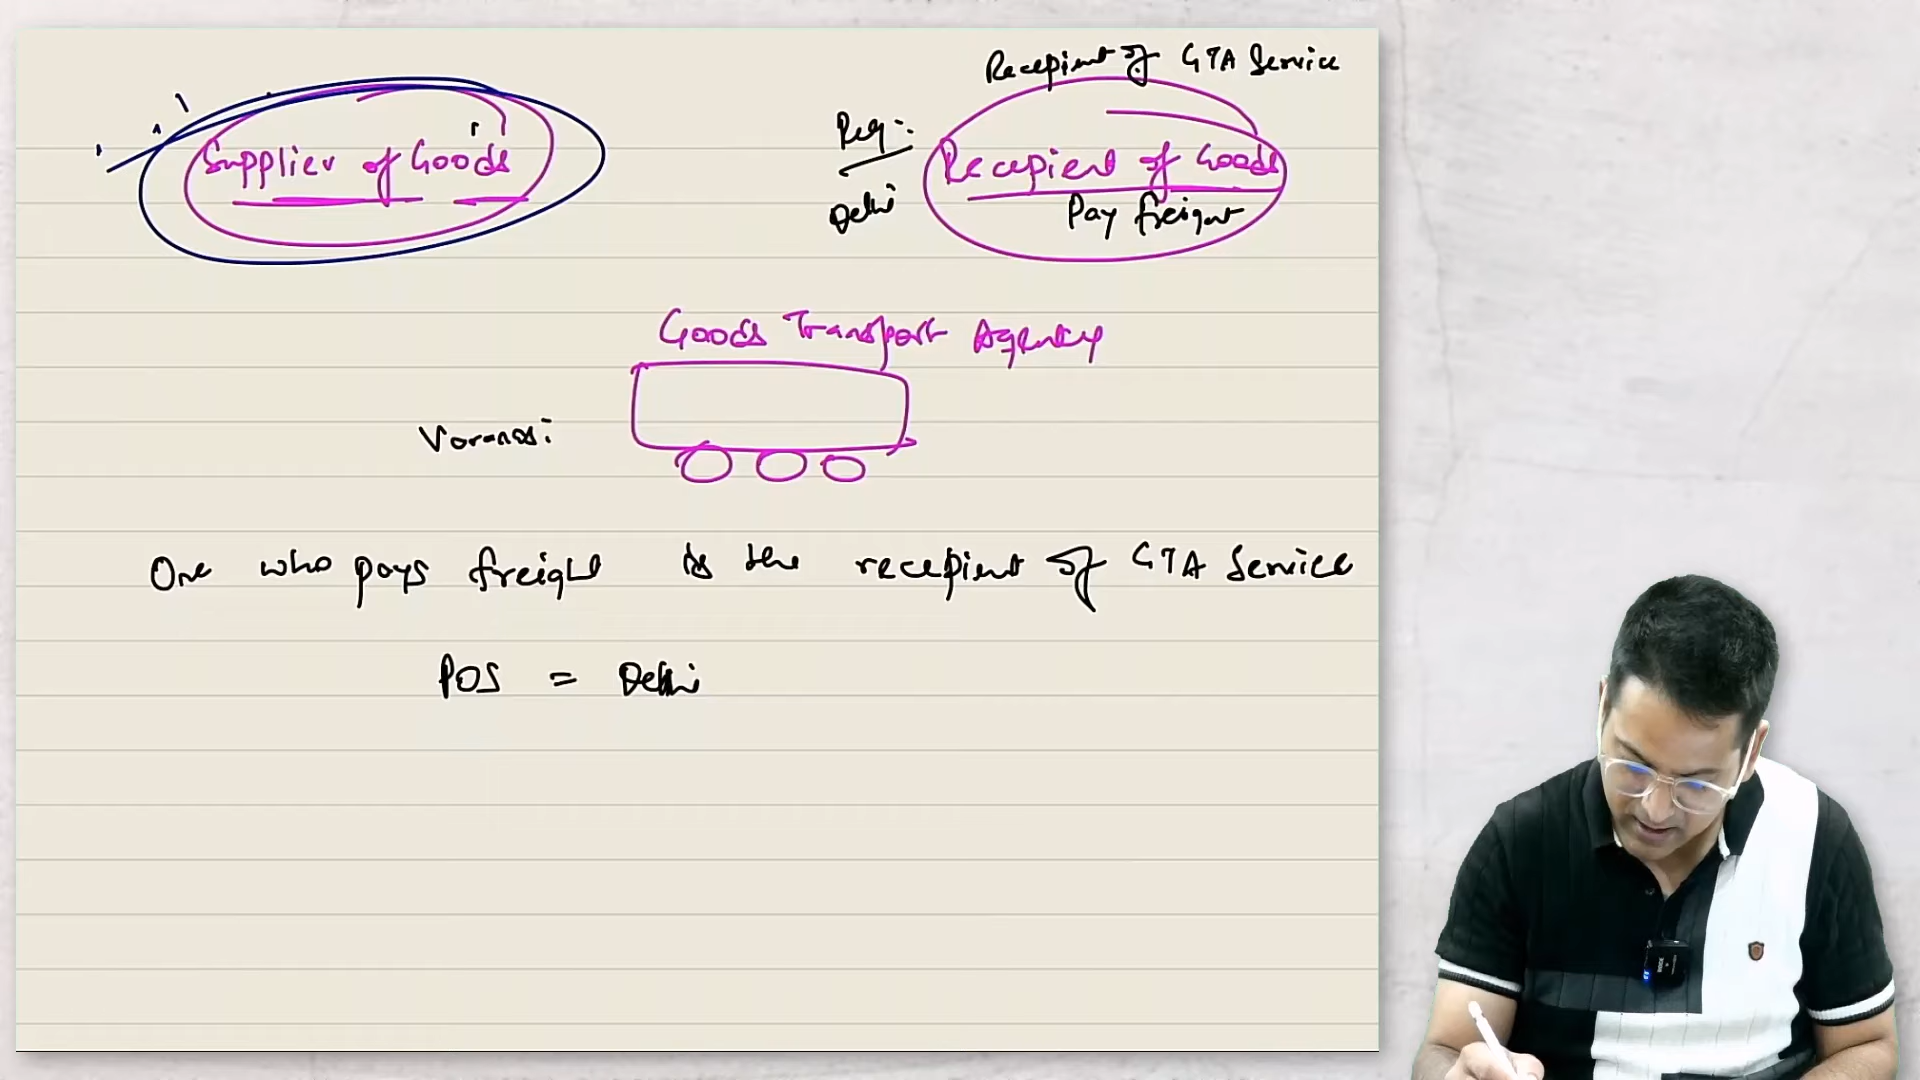 Recepient of GTA Service
Reg:-
Supplier of Goods
Recepient of Goods
Delhi
Pay freight
Goods Transport Agency
Varanasi
One who pays freight is the recepient of GTA Service
POS = Delhi